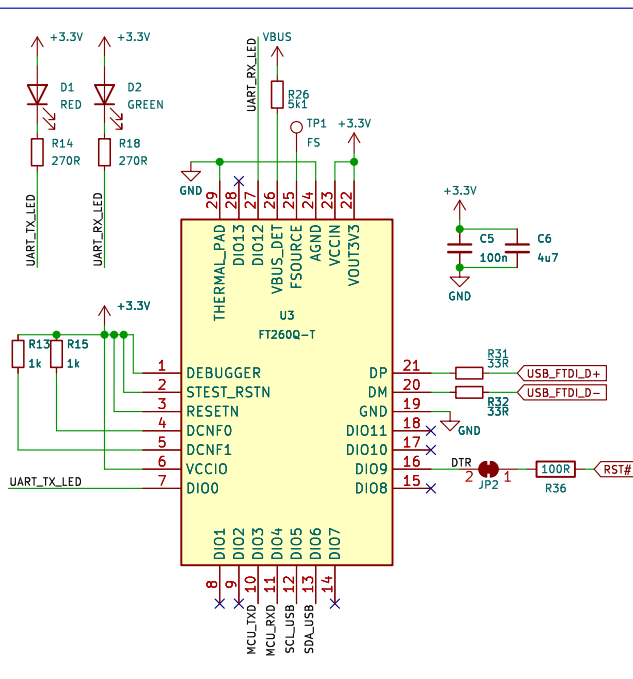 +3.3V
+3.3V
D1
RED
D2
GREEN
R14
270R
R18
270R
UART_TX_LED
UART_RX_LED
UART_RX_LED
VBUS
R26
5k1
TP1
FS
+3.3V
GND
29
28
27
26
25
24
23
22
THERMAL_PAD
DIO13
DIO12
VBUS_DET
FSOURCE
AGND
VCCIN
VOUT3V3
U3
FT260Q-T
+3.3V
C5
100n
C6
4u7
GND
+3.3V
R13
1k
R15
1k
1 DEBUGGER
2 STEST_RSTN
3 RESETN
4 DCNF0
5 DCNF1
6 VCCIO
7 DIO0
UART_TX_LED
DP 21
DM 20
GND 19
DIO11 18
DIO10 17
DIO9 16
DIO8 15
R31
33R
USB_FTDI_D+
R32
33R
USB_FTDI_D-
GND
DTR
2 1
JP2
100R
R36
RST#
DIO1
DIO2
DIO3
DIO4
DIO5
DIO6
DIO7
8
9
10
11
12
13
14
MCU_TXD
MCU_RXD
SCL_USB
SDA_USB